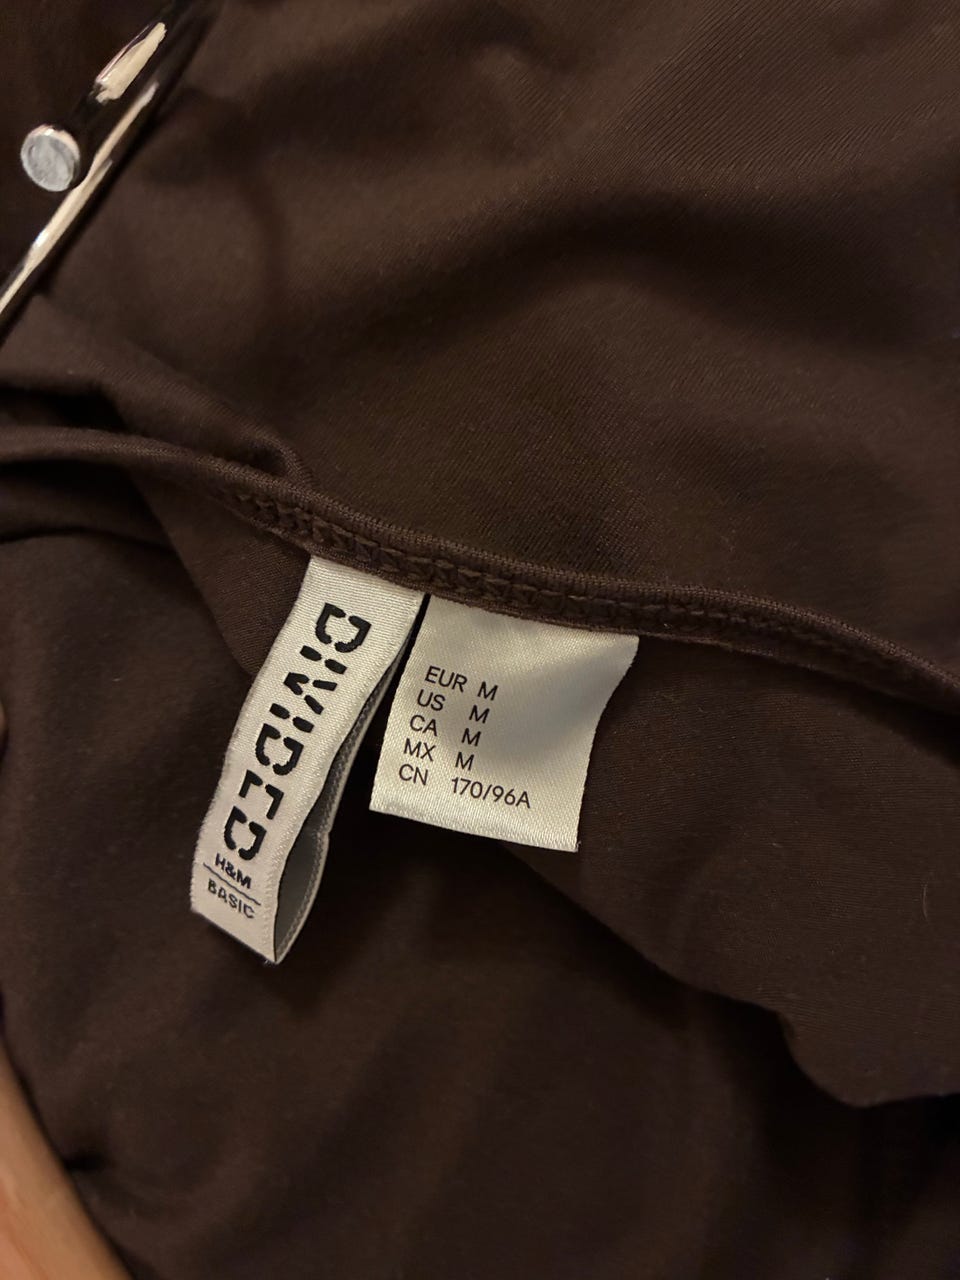 DIVIDED
H&M
BASIC
EUR M
US M
CA M
MX M
CN 170/96A